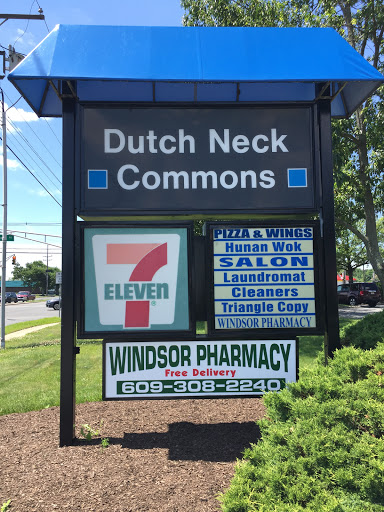 Dutch Neck
Commons
7
ELEVEn
PIZZA & WINGS
Hunan Wok
SALON
Laundromat
Cleaners
Triangle Copy
WINDSOR PHARMACY
WINDSOR PHARMACY
Free Delivery
609-308-2240